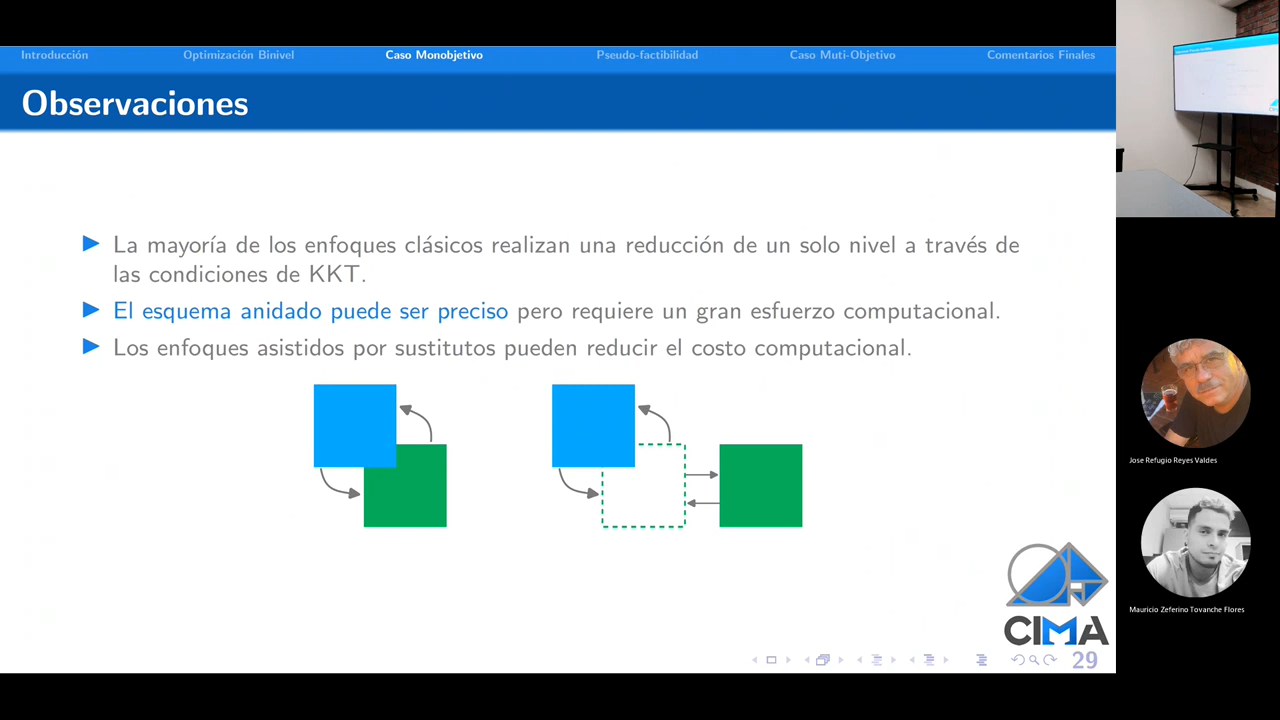 Introducción Optimización Binivel Caso Monobjetivo Pseudo-factibilidad Caso Muti-Objetivo Comentarios Finales
Observaciones
La mayoría de los enfoques clásicos realizan una reducción de un solo nivel a través de
las condiciones de KKT.
El esquema anidado puede ser preciso pero requiere un gran esfuerzo computacional.
Los enfoques asistidos por sustitutos pueden reducir el costo computacional.
CIMA
29
Jose Refugio Reyes Valdes
Mauricio Zeferino Tovanche Flores